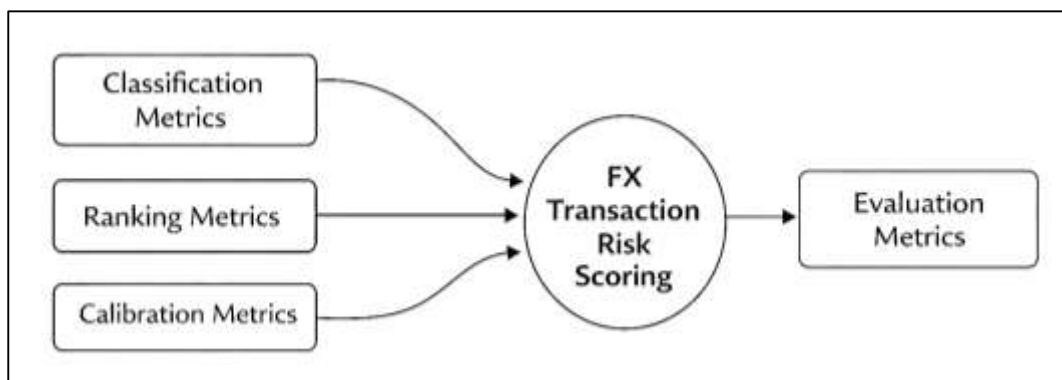 Classification
Metrics
Ranking Metrics
Calibration Metrics
FX
Transaction
Risk
Scoring
Evaluation
Metrics